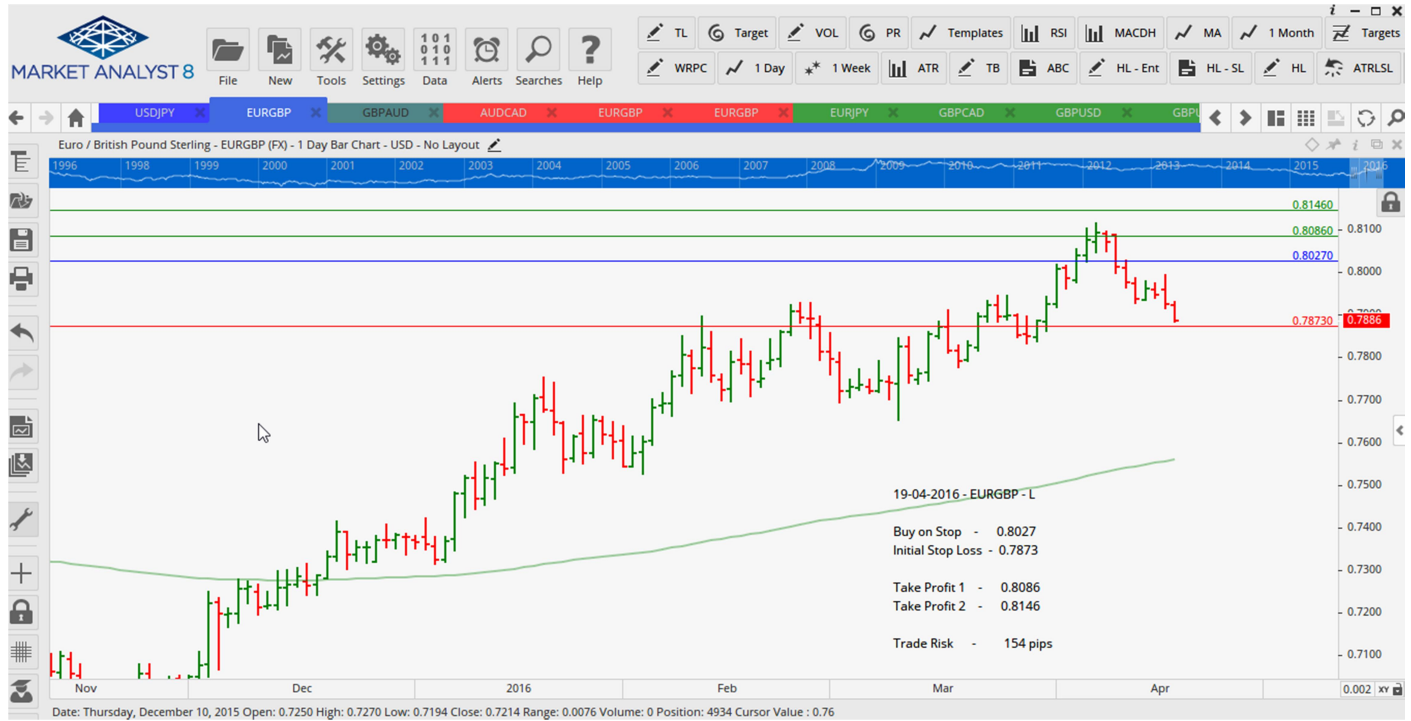 i
TL Target VOL PR Templates RSI MACDH MA 1 Month Targets
MARKET ANALYST 8
File New Tools Settings Data Alerts Searches Help
WRPC 1 Day 1 Week ATR TB ABC HL - Ent HL - SL HL ATRLSL
USDJPY EURGBP GBPAUD AUDCAD EURGBP EURGBP EURJPY GBPCAD GBPUSD
Euro / British Pound Sterling - EURGBP (FX) - 1 Day Bar Chart - USD - No Layout
1996 1998 1999 2000 2001 2002 2003 2004 2005 2006 2007 2008 2009 2010 2011 2012 2013 2014 2015 2016
0.81460
0.80860
0.8100
0.80270
0.8000
0.78730
0.7886
0.7800
0.7700
0.7600
0.7500
19-04-2016 - EURGBP - L
0.7400
Buy on Stop - 0.8027
Initial Stop Loss - 0.7873
0.7300
Take Profit 1 - 0.8086
Take Profit 2 - 0.8146
0.7200
Trade Risk - 154 pips
0.7100
Nov Dec 2016 Feb Mar Apr
0.002 XY
Date: Thursday, December 10, 2015 Open: 0.7250 High: 0.7270 Low: 0.7194 Close: 0.7214 Range: 0.0076 Volume: 0 Position: 4934 Cursor Value : 0.76